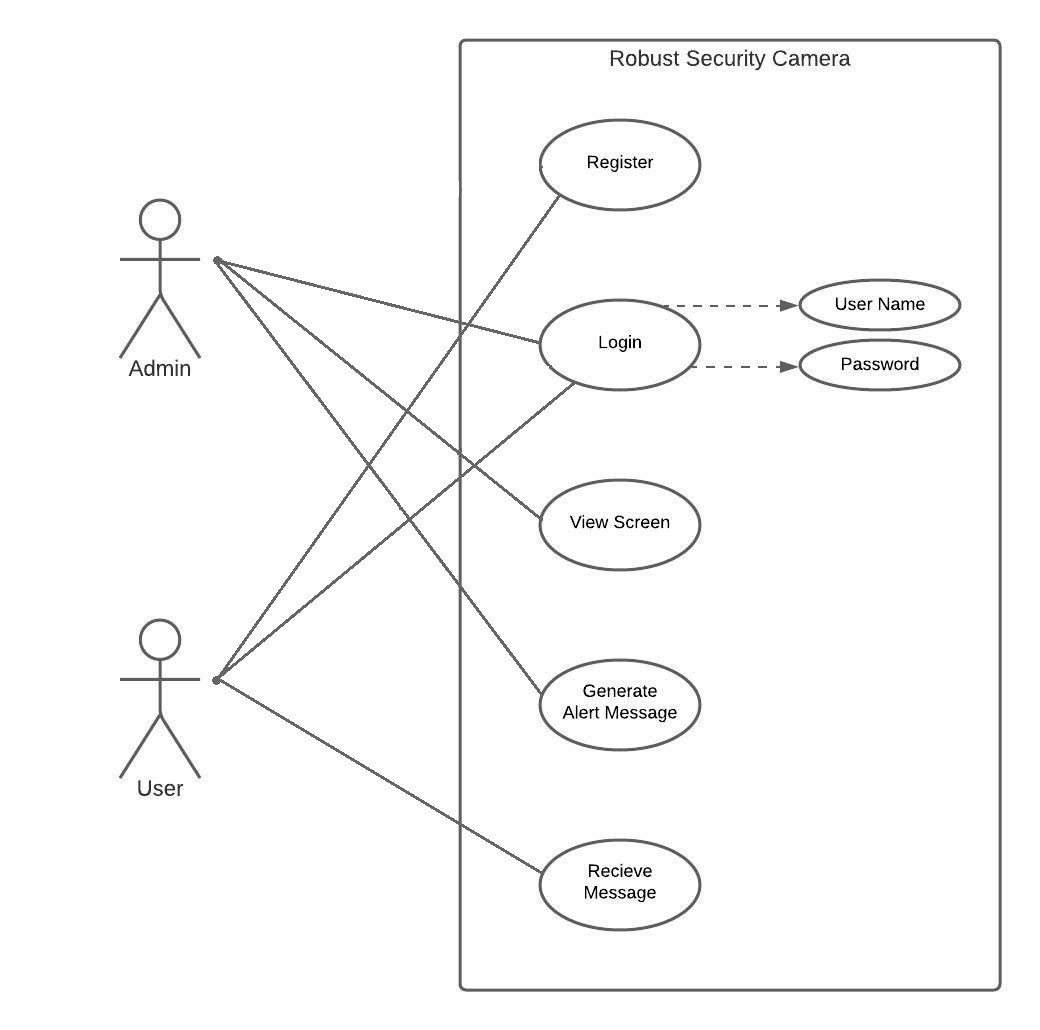 Robust Security Camera
Register
Admin
Login
User Name
Password
View Screen
Generate
Alert Message
User
Recieve
Message